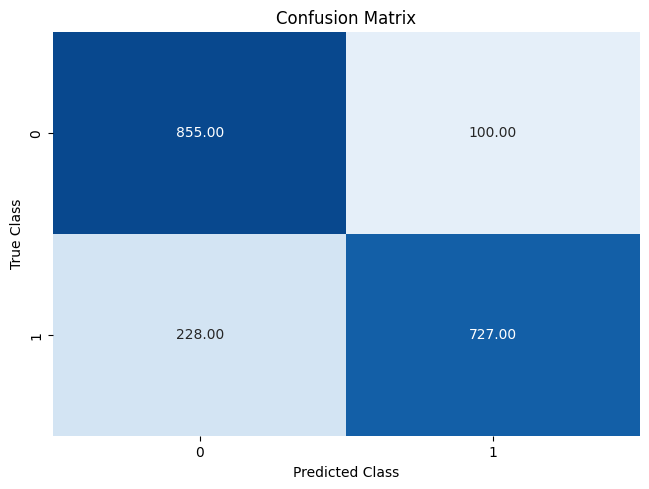 Confusion Matrix
True Class
0
855.00
100.00
1
228.00
727.00
0
1
Predicted Class